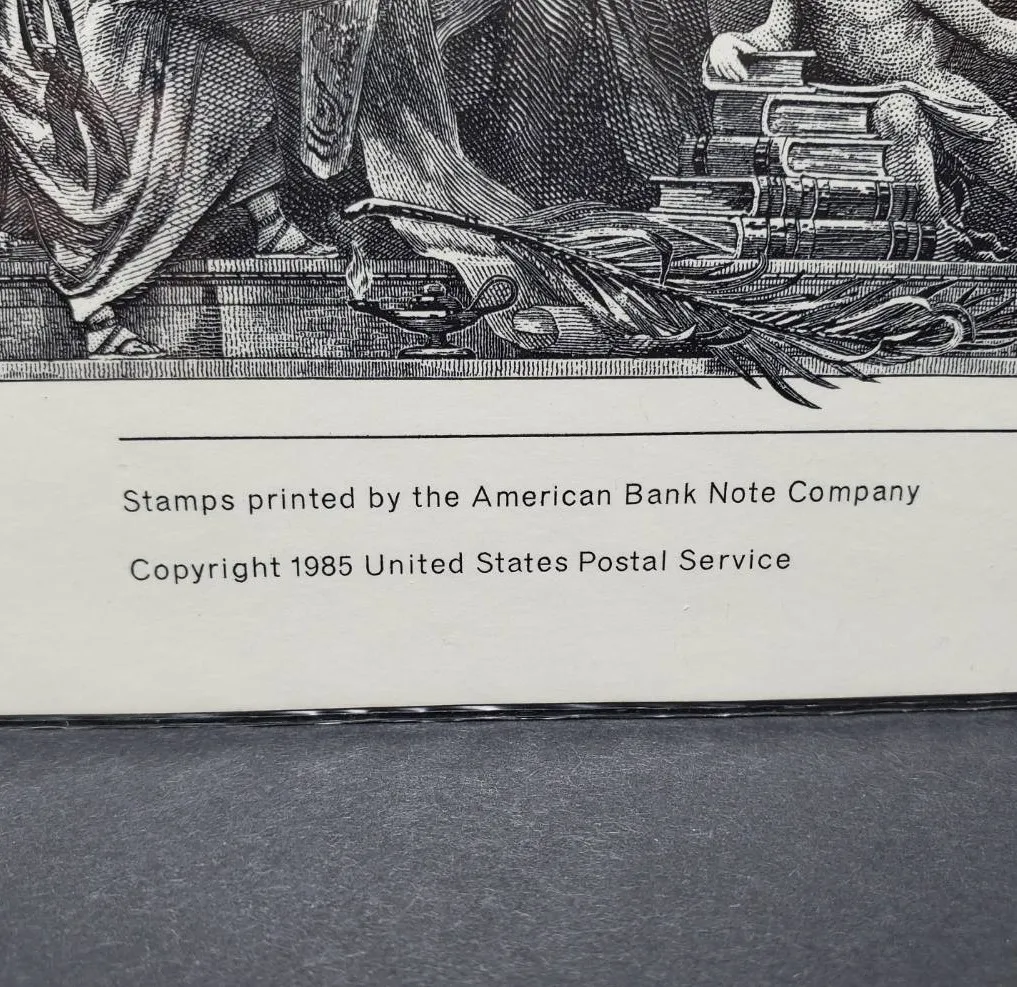 Stamps printed by the American Bank Note Company
Copyright 1985 United States Postal Service